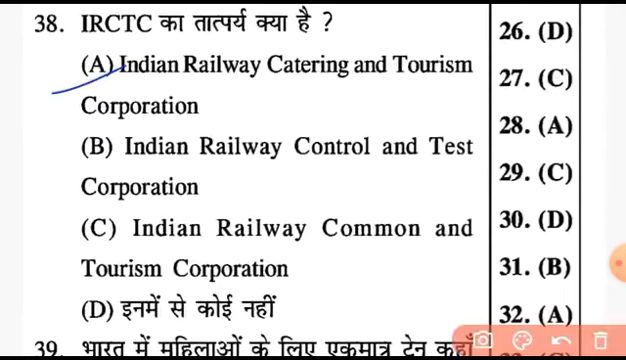 38. IRCTC का तात्पर्य क्या है ?
(A) Indian Railway Catering and Tourism
Corporation
(B) Indian Railway Control and Test
Corporation
(C) Indian Railway Common and
Tourism Corporation
(D) इनमें से कोई नहीं
39. भारत में महिलाओं के लिए एकमात्र ट्रेन कहाँ
26. (D)
27. (C)
28. (A)
29. (C)
30. (D)
31. (B)
32. (A)